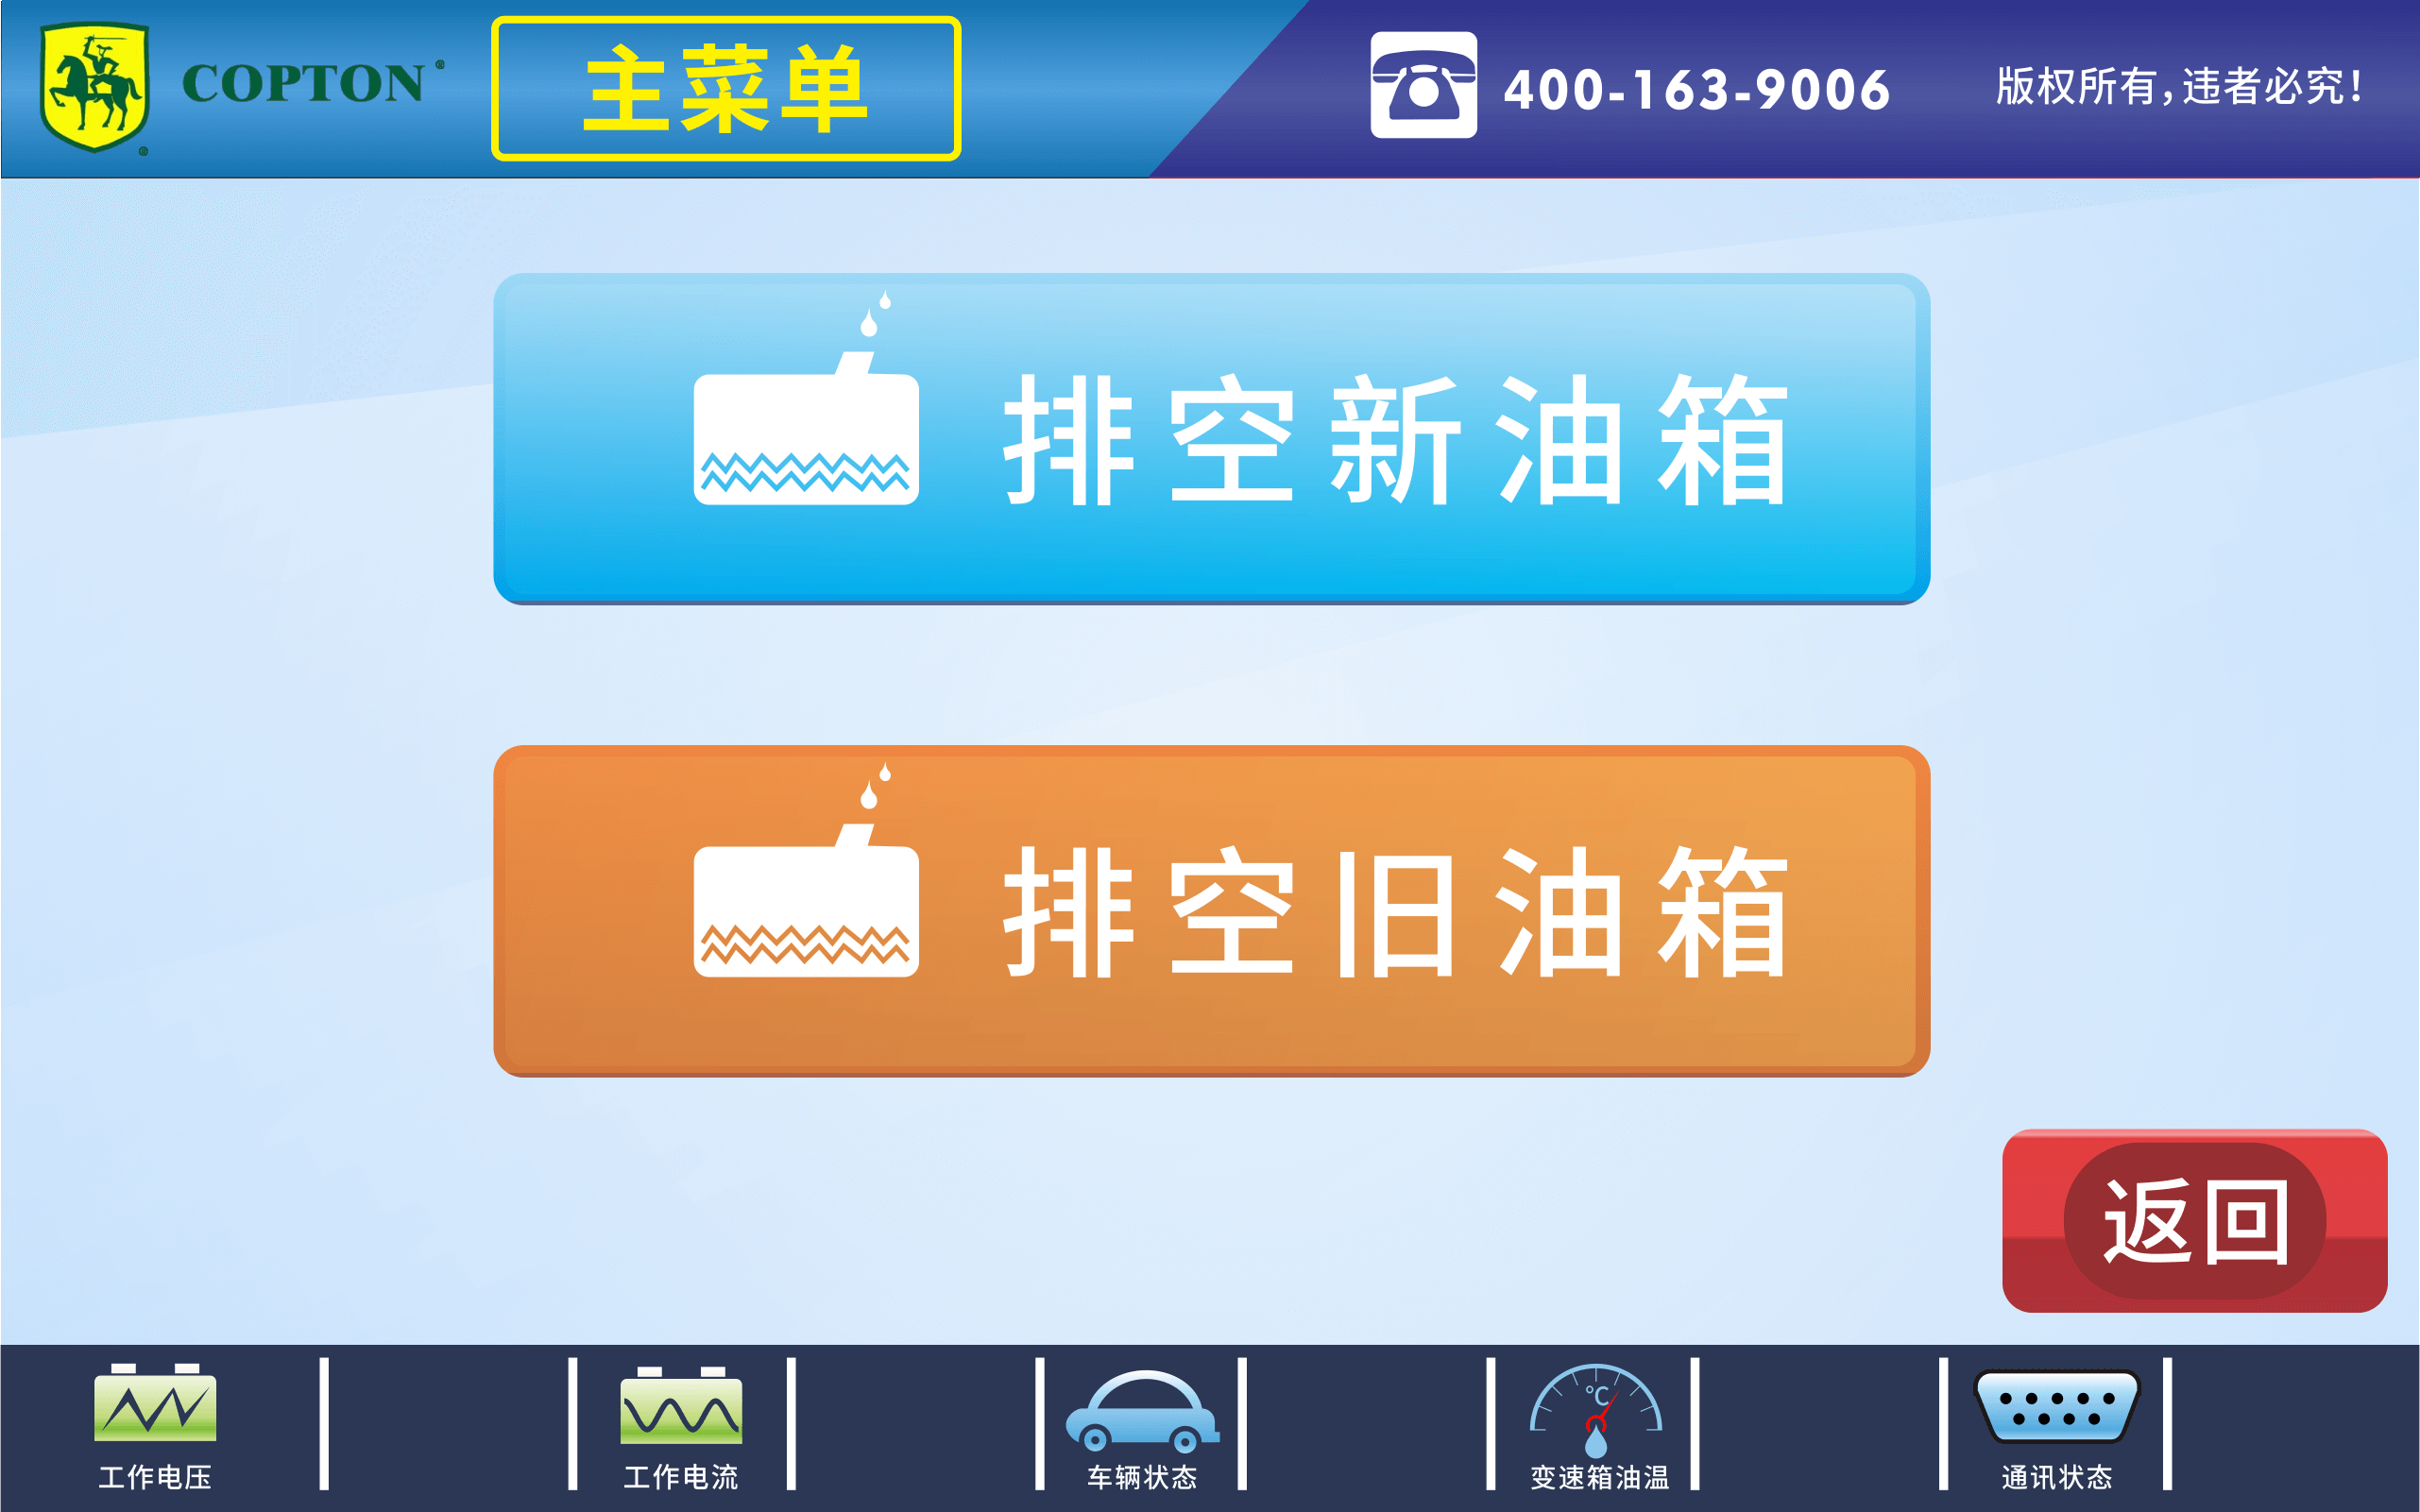 COPTON®
®
主菜单
400-163-9006
版权所有,违者必究!
排空新油箱
排空旧油箱
返回
°C
工作电压
工作电流
车辆状态
变速箱油温
通讯状态